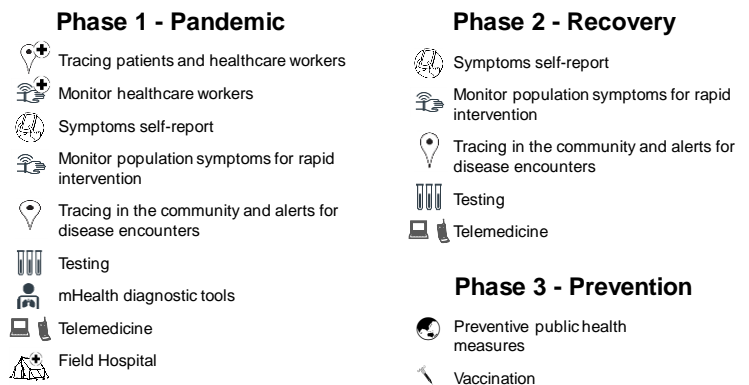 Phase 1 - Pandemic
Tracing patients and healthcare workers
Monitor healthcare workers
Symptoms self-report
Monitor population symptoms for rapid
intervention
Tracing in the community and alerts for
disease encounters
Testing
mHealth diagnostic tools
Telemedicine
Field Hospital
Phase 2 - Recovery
Symptoms self-report
Monitor population symptoms for rapid
intervention
Tracing in the community and alerts for
disease encounters
Testing
Telemedicine
Phase 3 - Prevention
Preventive public health
measures
Vaccination